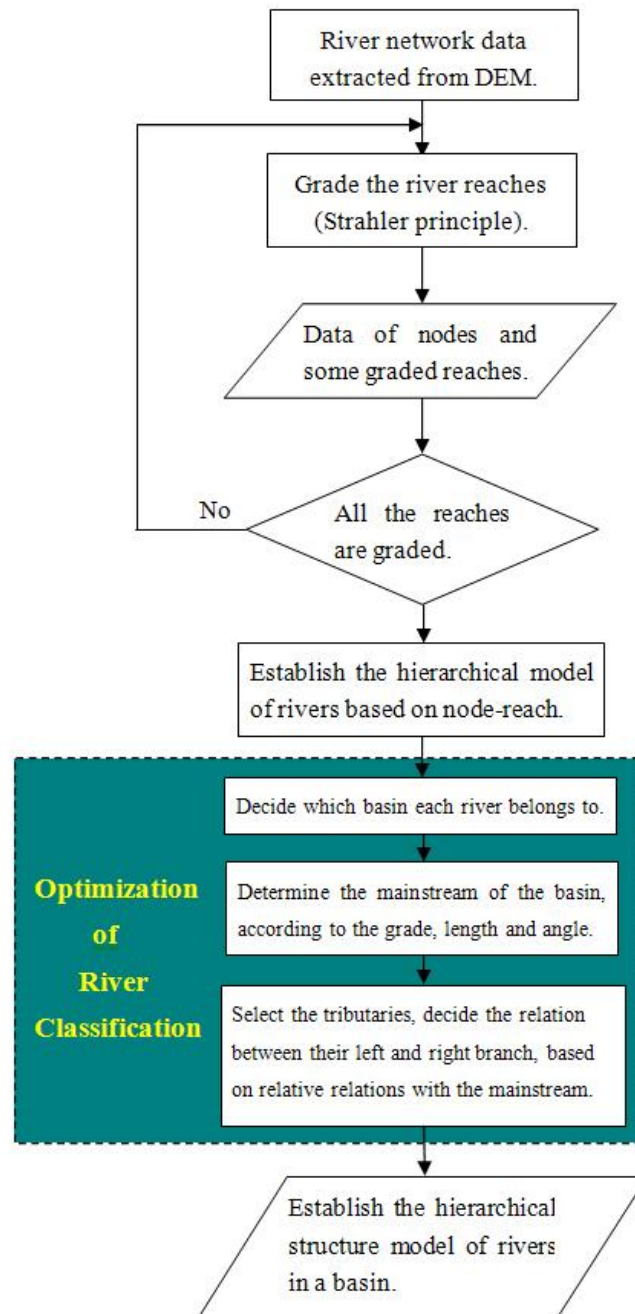 River network data
extracted from DEM.
Grade the river reaches
(Strahler principle).
Data of nodes and
some graded reaches.
No
All the reaches
are graded.
Establish the hierarchical model
of rivers based on node-reach.
Decide which basin each river belongs to.
Optimization
of
River
Classification
Determine the mainstream of the basin,
according to the grade, length and angle.
Select the tributaries, decide the relation
between their left and right branch, based
on relative relations with the mainstream.
Establish the hierarchical
structure model of rivers
in a basin.